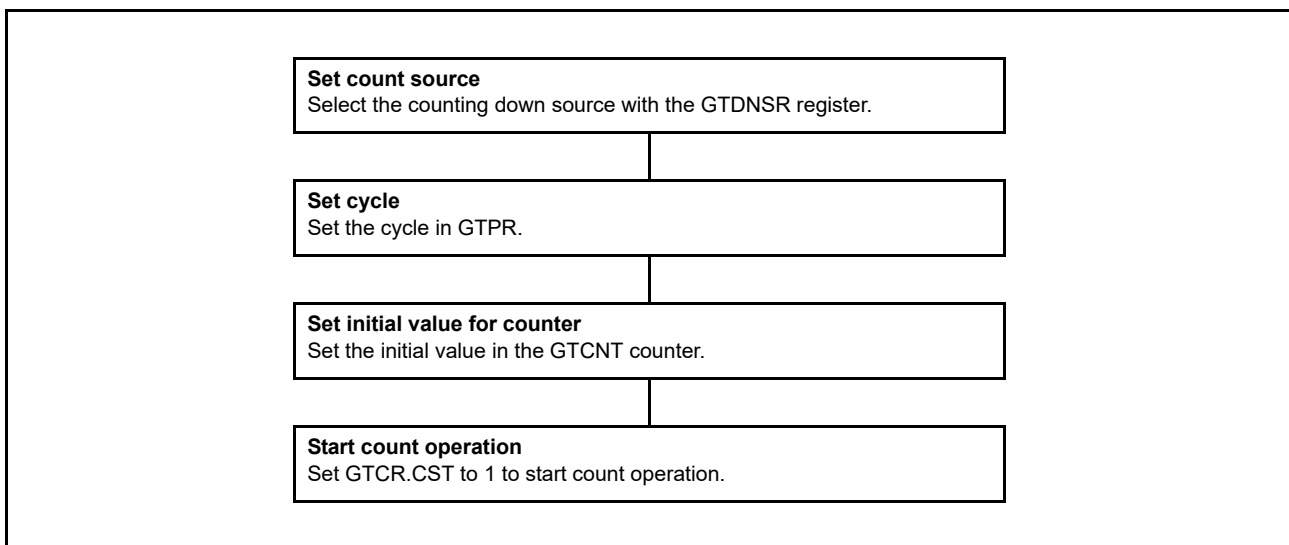 Set count source
Select the counting down source with the GTDNSR register.
Set cycle
Set the cycle in GTPR.
Set initial value for counter
Set the initial value in the GTCNT counter.
Start count operation
Set GTCR.CST to 1 to start count operation.